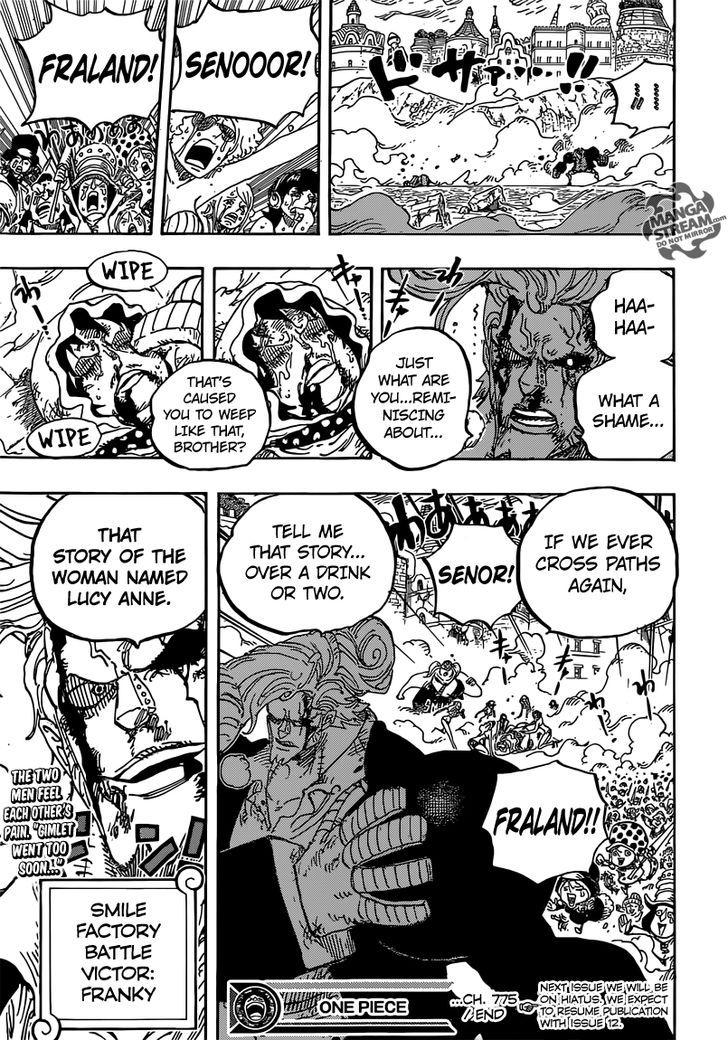 ドサァ…!!
SENOOOR!
FRALAND!
MANGA
STREAM.com
DO NOT MIRROR
HAA-
HAA-
WHAT A
SHAME...
JUST
WHAT ARE
YOU...REMI-
NISCING
ABOUT...
WIPE
WIPE
THAT'S
CAUSED
YOU TO WEEP
LIKE THAT,
BROTHER?
IF WE EVER
CROSS PATHS
AGAIN,
SENOR!
TELL ME
THAT STORY...
OVER A DRINK
OR TWO.
FRALAND!!
THAT
STORY OF THE
WOMAN NAMED
LUCY ANNE.
THE TWO
MEN FEEL
EACH OTHER'S
PAIN. "GIMLET
WENT TOO
SOON..."
SMILE
FACTORY
BATTLE
VICTOR:
FRANKY
ONE PIECE
...CH. 775
/END
NEXT ISSUE WE WILL BE
ON HIATUS. WE EXPECT
TO RESUME PUBLICATION
WITH ISSUE 12.